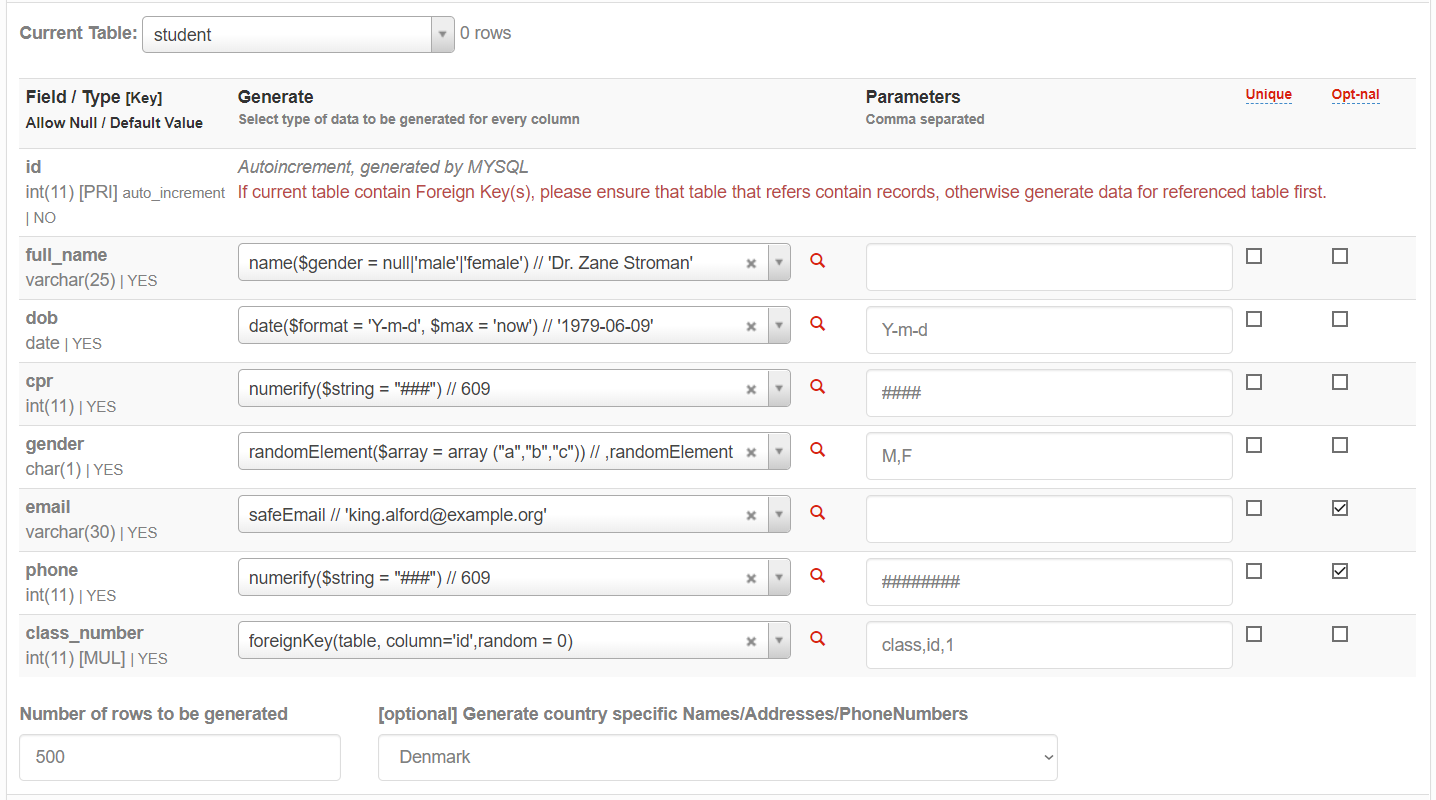 Current Table: student 0 rows
Field / Type [Key] Generate Parameters Unique Opt-nal
Allow Null / Default Value Select type of data to be generated for every column Comma separated
id Autoincrement, generated by MYSQL
int(11) [PRI] auto_increment If current table contain Foreign Key(s), please ensure that table that refers contain records, otherwise generate data for referenced table first.
| NO
full_name name($gender = null|'male'|'female') // 'Dr. Zane Stroman'
varchar(25) | YES
dob date($format = 'Y-m-d', $max = 'now') // '1979-06-09' Y-m-d
date | YES
cpr numerify($string = "###") // 609 ####
int(11) | YES
gender randomElement($array = array ("a","b","c")) // ,randomElement M,F
char(1) | YES
email safeEmail // 'king.alford@example.org'
varchar(30) | YES
phone numerify($string = "###") // 609 ########
int(11) | YES
class_number foreignKey(table, column='id',random = 0) class,id,1
int(11) [MUL] | YES
Number of rows to be generated [optional] Generate country specific Names/Addresses/PhoneNumbers
500 Denmark